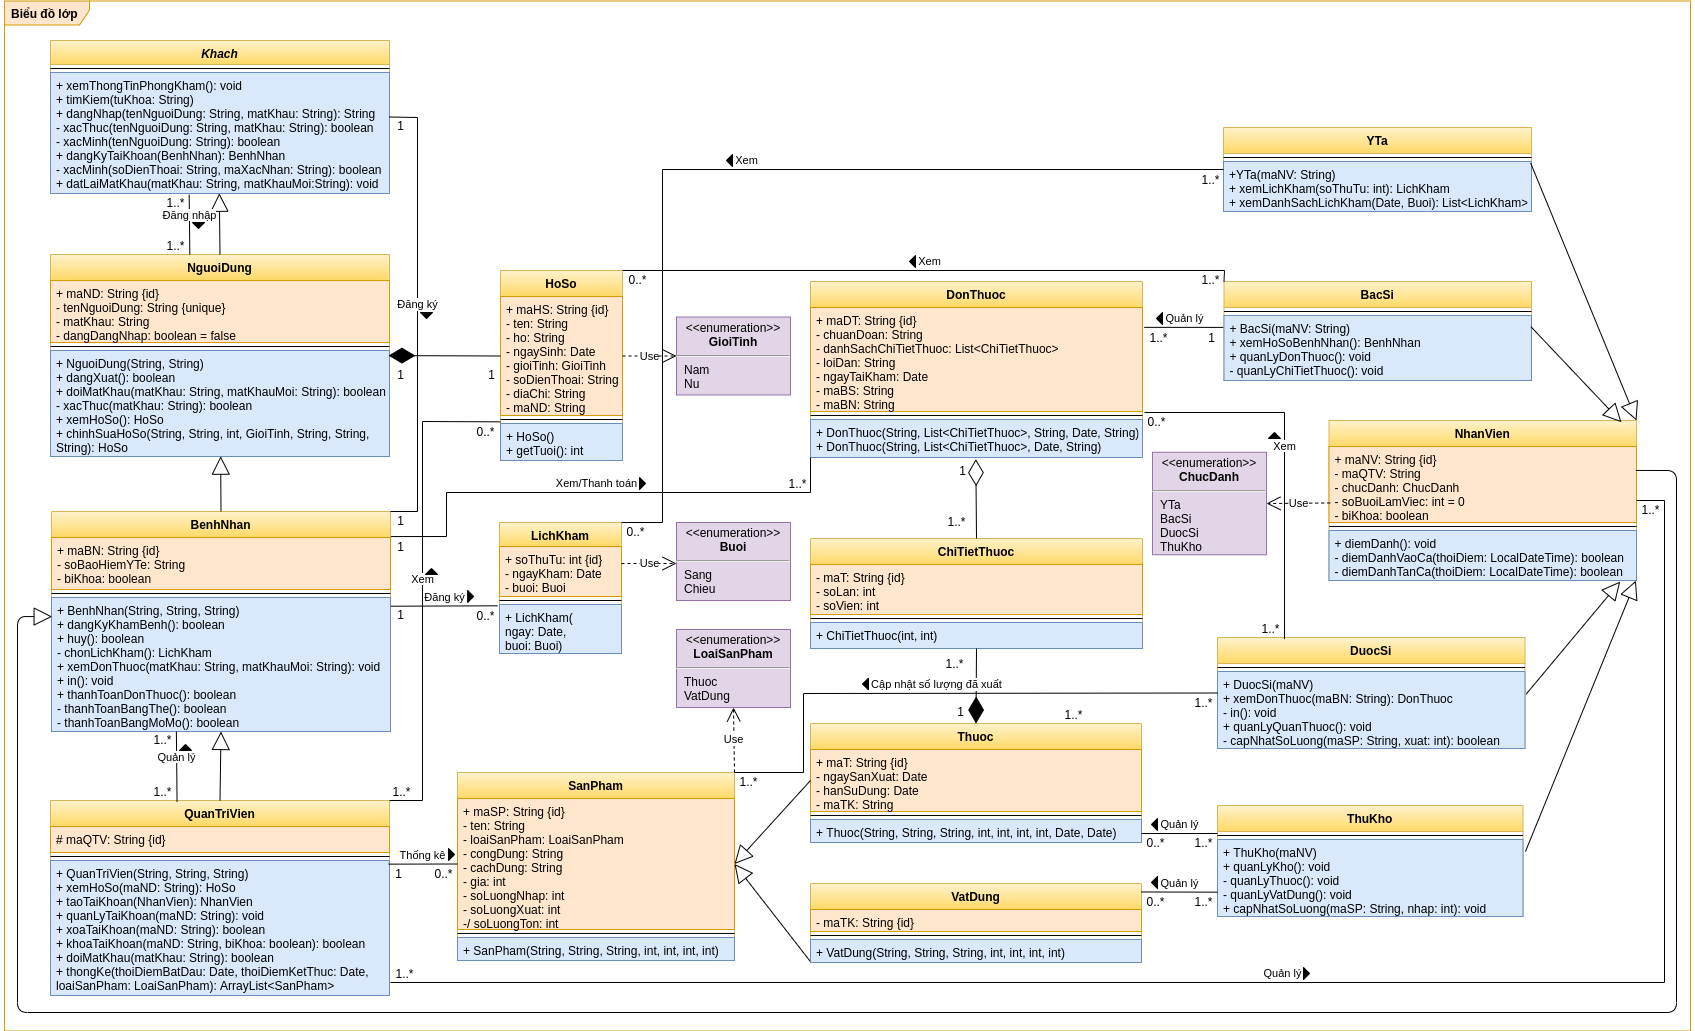 Biểu đồ lớp
Khach
+ xemThongTinPhongKham(): void
+ timKiem(tuKhoa: String)
+ dangNhap(tenNguoiDung: String, matKhau: String): String
- xacThuc(tenNguoiDung: String, matKhau: String): boolean
- xacMinh(tenNguoiDung: String): boolean
+ dangKyTaiKhoan(BenhNhan): BenhNhan
- xacMinh(soDienThoai: String, maXacNhan: String): boolean
+ datLaiMatKhau(matKhau: String, matKhauMoi:String): void
1
1..*
Đăng nhập
1..*
NguoiDung
+ maND: String {id}
- tenNguoiDung: String {unique}
- matKhau: String
- dangDangNhap: boolean = false
+ NguoiDung(String, String)
+ dangXuat(): boolean
+ doiMatKhau(matKhau: String, matKhauMoi: String): boolean
- xacThuc(matKhau: String): boolean
+ xemHoSo(): HoSo
+ chinhSuaHoSo(String, String, int, GioiTinh, String, String,
String): HoSo
Đăng ký
1
1
BenhNhan
+ maBN: String {id}
- soBaoHiemYTe: String
- biKhoa: boolean
+ BenhNhan(String, String, String)
+ dangKyKhamBenh(): boolean
+ huy(): boolean
- chonLichKham(): LichKham
+ xemDonThuoc(matKhau: String, matKhauMoi: String): void
+ in(): void
+ thanhToanDonThuoc(): boolean
- thanhToanBangThe(): boolean
- thanhToanBangMoMo(): boolean
1
1
Xem
Đăng ký
1
0..*
1..*
Quản lý
1..*
1..*
QuanTriVien
# maQTV: String {id}
+ QuanTriVien(String, String, String)
+ xemHoSo(maND: String): HoSo
+ taoTaiKhoan(NhanVien): NhanVien
+ quanLyTaiKhoan(maND: String): void
+ xoaTaiKhoan(maND: String): boolean
+ khoaTaiKhoan(maND: String, biKhoa: boolean): boolean
+ doiMatKhau(matKhau: String): boolean
+ thongKe(thoiDiemBatDau: Date, thoiDiemKetThuc: Date,
loaiSanPham: LoaiSanPham): ArrayList<SanPham>
Thống kê
1
0..*
1..*
HoSo
+ maHS: String {id}
- ten: String
- ho: String
- ngaySinh: Date
- gioiTinh: GioiTinh
- soDienThoai: String
- diaChi: String
- maND: String
+ HoSo()
+ getTuoi(): int
0..*
0..*
Use
<<enumeration>>
GioiTinh
Nam
Nu
Xem/Thanh toán
1..*
LichKham
+ soThuTu: int {id}
- ngayKham: Date
- buoi: Buoi
+ LichKham(
ngay: Date,
buoi: Buoi)
0..*
Use
<<enumeration>>
Buoi
Sang
Chieu
<<enumeration>>
LoaiSanPham
Thuoc
VatDung
Use
SanPham
+ maSP: String {id}
- ten: String
- loaiSanPham: LoaiSanPham
- congDung: String
- cachDung: String
- gia: int
- soLuongNhap: int
- soLuongXuat: int
-/ soLuongTon: int
+ SanPham(String, String, String, int, int, int, int)
1..*
Xem
1..*
Xem
1..*
DonThuoc
+ maDT: String {id}
- chuanDoan: String
- danhSachChiTietThuoc: List<ChiTietThuoc>
- loiDan: String
- ngayTaiKham: Date
- maBS: String
- maBN: String
+ DonThuoc(String, List<ChiTietThuoc>, String, Date, String)
+ DonThuoc(String, List<ChiTietThuoc>, Date, String)
Quản lý
1..*
1
0..*
1
1..*
ChiTietThuoc
- maT: String {id}
- soLan: int
- soVien: int
+ ChiTietThuoc(int, int)
1..*
Cập nhật số lượng đã xuất
1
1..*
1..*
Thuoc
+ maT: String {id}
- ngaySanXuat: Date
- hanSuDung: Date
- maTK: String
+ Thuoc(String, String, String, int, int, int, int, Date, Date)
Quản lý
0..*
1..*
VatDung
- maTK: String {id}
+ VatDung(String, String, String, int, int, int, int)
Quản lý
0..*
1..*
Quản lý
YTa
+YTa(maNV: String)
+ xemLichKham(soThuTu: int): LichKham
+ xemDanhSachLichKham(Date, Buoi): List<LichKham>
BacSi
+ BacSi(maNV: String)
+ xemHoSoBenhNhan(): BenhNhan
+ quanLyDonThuoc(): void
- quanLyChiTietThuoc(): void
Xem
1..*
<<enumeration>>
ChucDanh
YTa
BacSi
DuocSi
ThuKho
Use
NhanVien
+ maNV: String {id}
- maQTV: String
- chucDanh: ChucDanh
- soBuoiLamViec: int = 0
- biKhoa: boolean
+ diemDanh(): void
- diemDanhVaoCa(thoiDiem: LocalDateTime): boolean
- diemDanhTanCa(thoiDiem: LocalDateTime): boolean
1..*
DuocSi
+ DuocSi(maNV)
+ xemDonThuoc(maBN: String): DonThuoc
- in(): void
+ quanLyQuanThuoc(): void
- capNhatSoLuong(maSP: String, xuat: int): boolean
ThuKho
+ ThuKho(maNV)
+ quanLyKho(): void
- quanLyThuoc(): void
- quanLyVatDung(): void
+ capNhatSoLuong(maSP: String, nhap: int): void